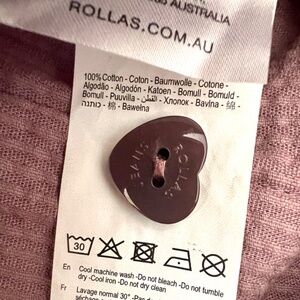 AUSTRALIA
ROLLAS.COM.AU
100% Cotton - Coton - Baumwolle - Cotone -
Algodão - Algodón - Katoen - Bomuld - Bomull -
Bomull - Puuvilla - القطن - Хлопок - Bavlna - 棉 -
כותנה - 棉 - Bawełna
JEANS ROLLAS
30
En Cool machine wash -Do not bleach -Do not tumble
dry -Cool iron -Do not dry clean
Fr Lavage normal 30°